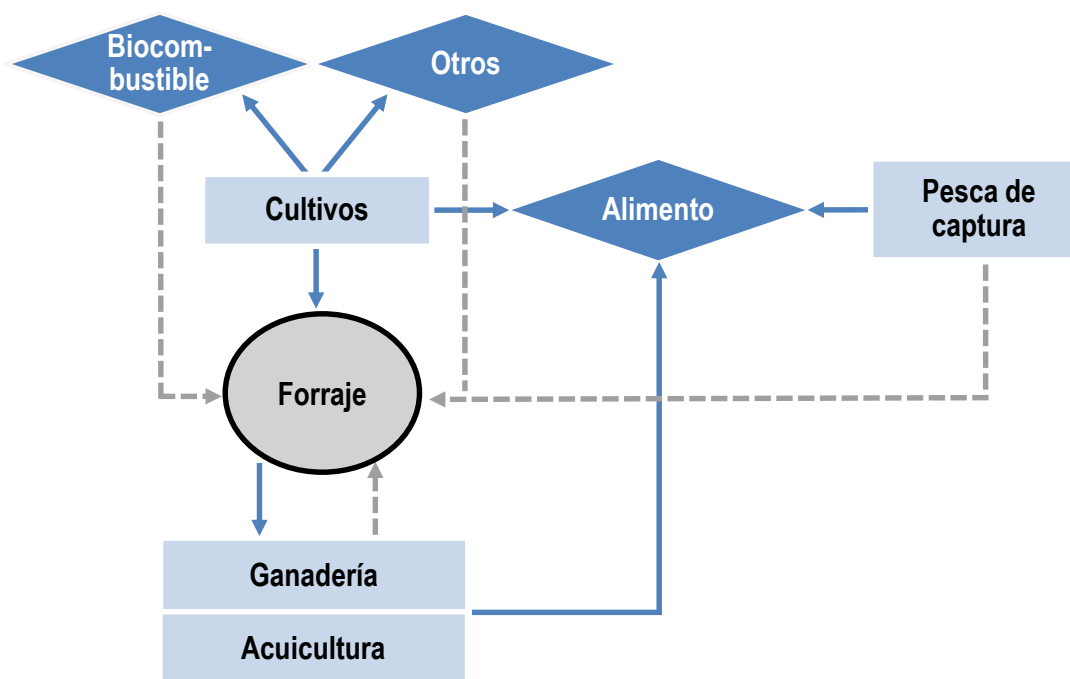 Biocom-
bustible
Otros
Cultivos
Alimento
Pesca de
captura
Forraje
Ganadería
Acuicultura